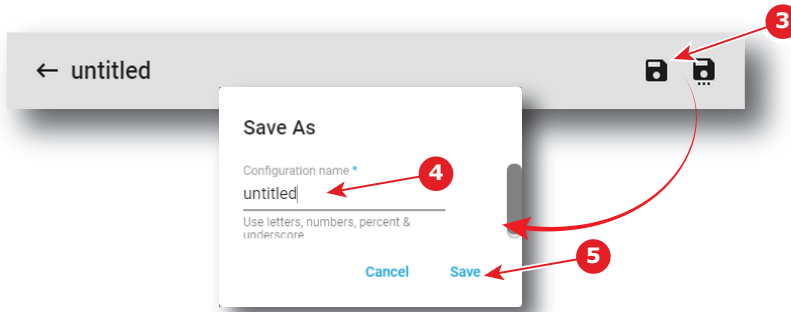 3
← untitled
Save As
Configuration name *
4
untitled
Use letters, numbers, percent &
underscore
5
Cancel Save